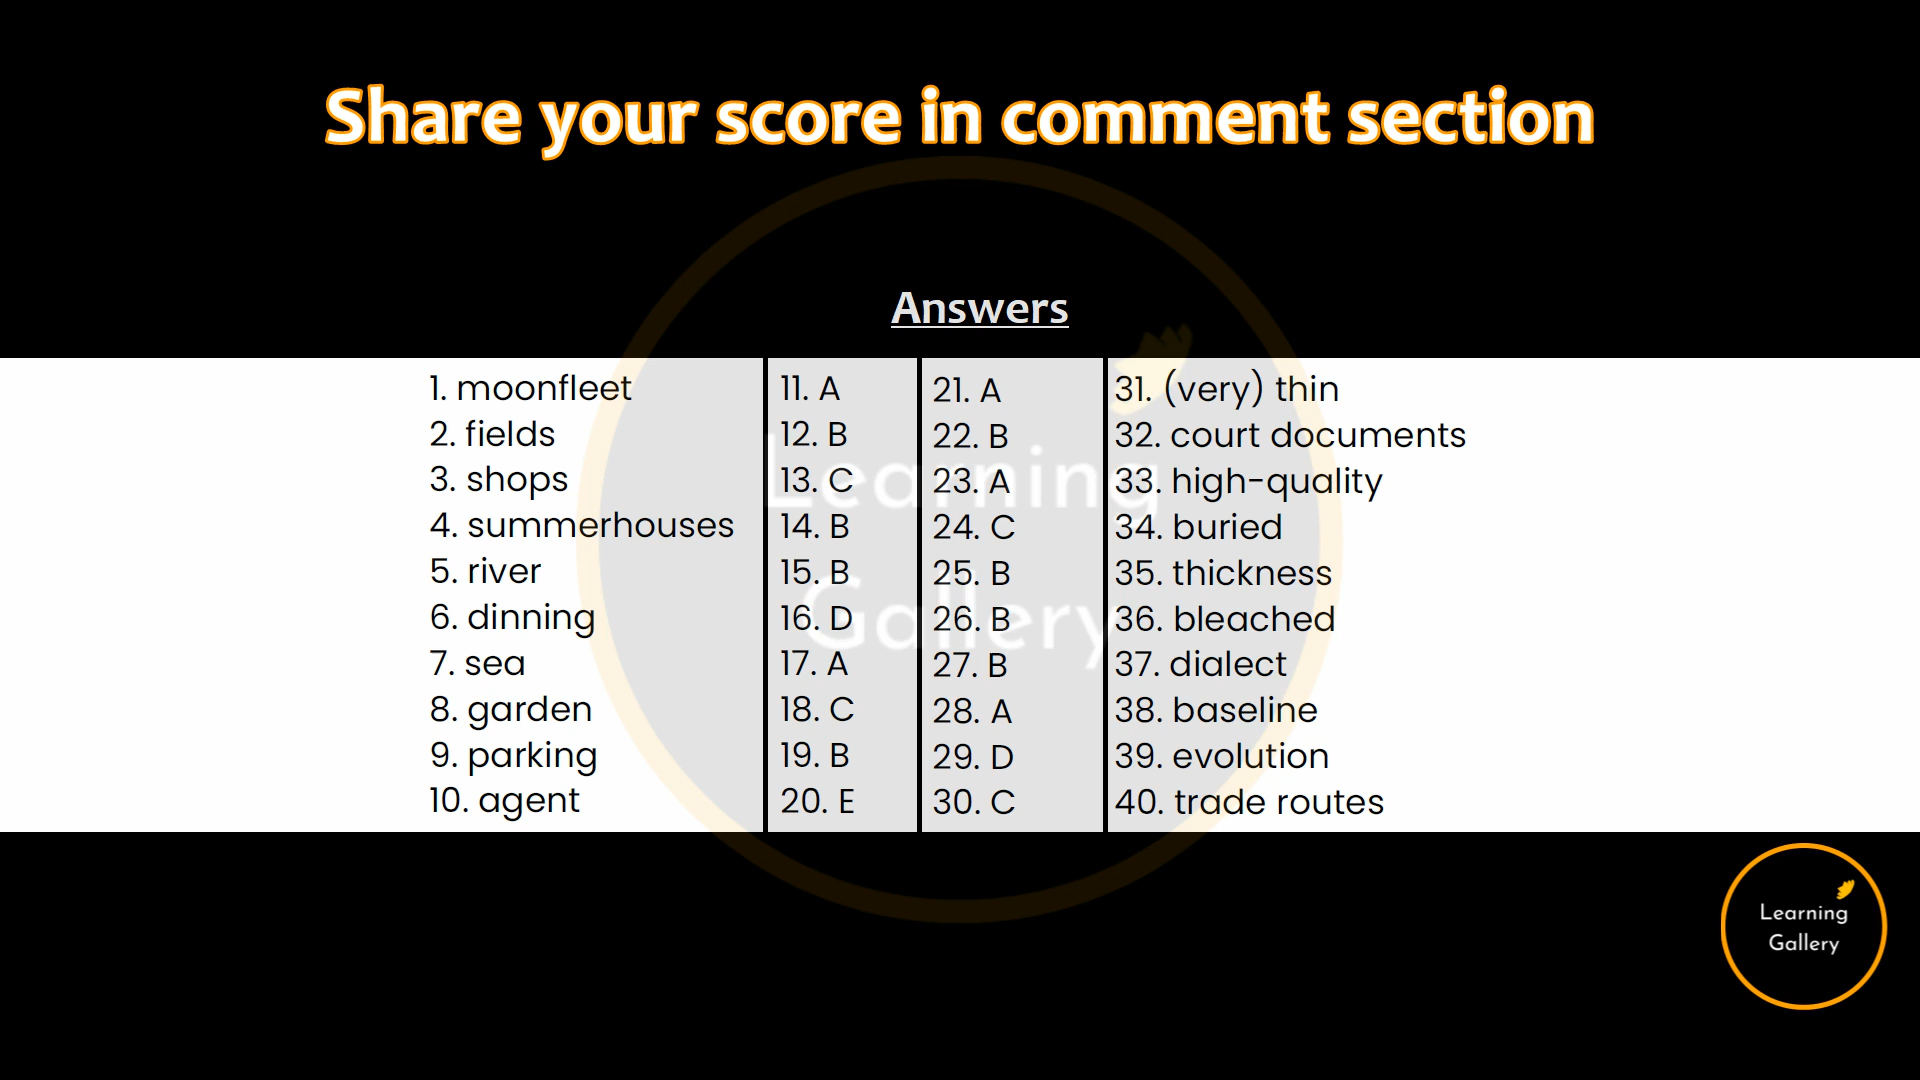 Share your score in comment section
Answers
1. moonfleet
2. fields
3. shops
4. summerhouses
5. river
6. dinning
7. sea
8. garden
9. parking
10. agent
11. A
12. B
13. C
14. B
15. B
16. D
17. A
18. C
19. B
20. E
21. A
22. B
23. A
24. C
25. B
26. B
27. B
28. A
29. D
30. C
31. (very) thin
32. court documents
33. high-quality
34. buried
35. thickness
36. bleached
37. dialect
38. baseline
39. evolution
40. trade routes
Learning
Gallery
Learning
Gallery